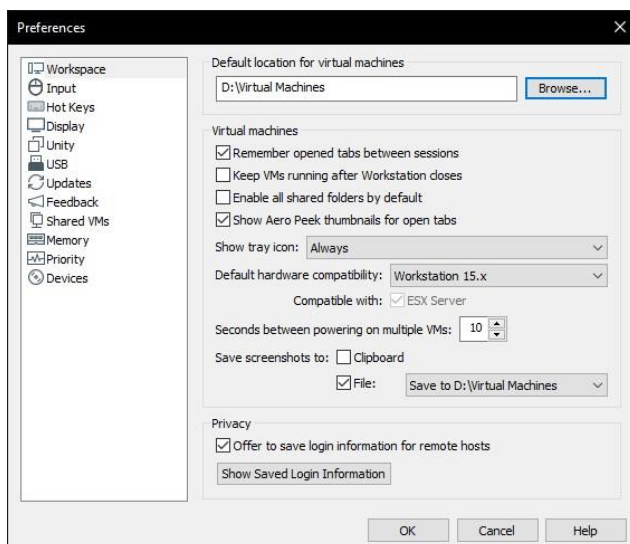 Preferences
Workspace
Input
Hot Keys
Display
Unity
USB
Updates
Feedback
Shared VMs
Memory
Priority
Devices
Default location for virtual machines
D:\Virtual Machines
Browse...
Virtual machines
Remember opened tabs between sessions
Keep VMs running after Workstation closes
Enable all shared folders by default
Show Aero Peek thumbnails for open tabs
Show tray icon: Always
Default hardware compatibility: Workstation 15.x
Compatible with: ESX Server
Seconds between powering on multiple VMs: 10
Save screenshots to: Clipboard
File: Save to D:\Virtual Machines
Privacy
Offer to save login information for remote hosts
Show Saved Login Information
OK Cancel Help